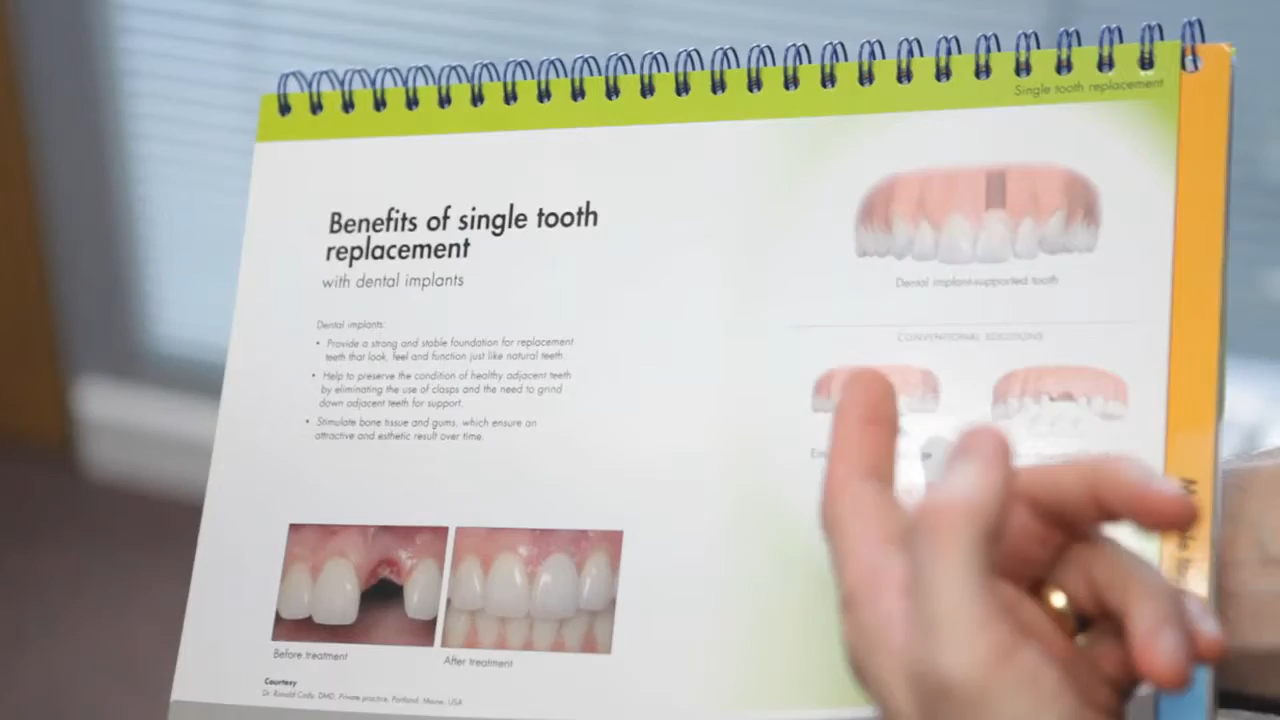 Single tooth replacement
Benefits of single tooth
replacement
with dental implants
Dental implants:
• Provide a strong and stable foundation for replacement
teeth that look, feel and function just like natural teeth.
• Help to preserve the condition of healthy adjacent teeth
by eliminating the use of clasps and the need to grind
down adjacent teeth for support.
• Stimulate bone tissue and gums, which ensure an
attractive and esthetic result over time.
Dental implant-supported tooth
CONVENTIONAL SOLUTIONS
Before treatment
After treatment
Courtesy
Dr. Ronald Cody, DMD, Private practice, Portland, Maine, USA